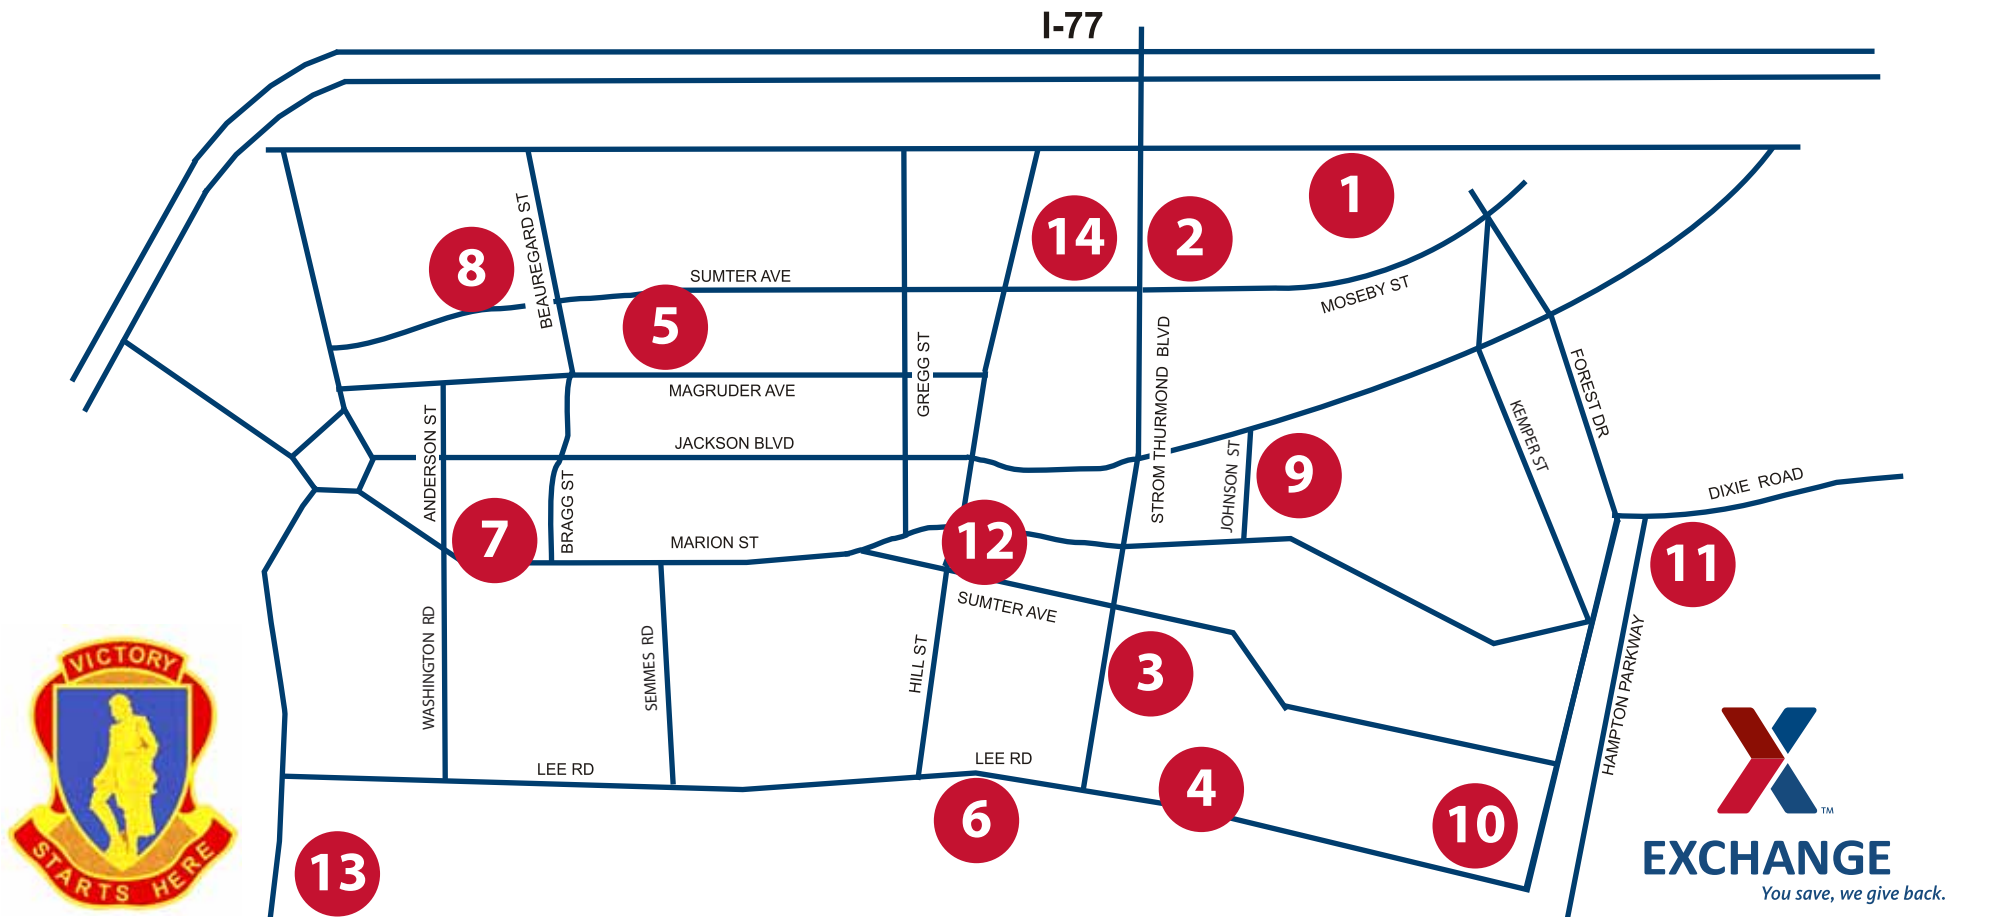 I-77
1
14
2
BEAUREGARD ST
8
SUMTER AVE
MOSEBY ST
5
GREGG ST
STROM THURMOND BLVD
FOREST DR
MAGRUDER AVE
ANDERSON ST
KEMPER ST
JACKSON BLVD
JOHNSON ST
9
DIXIE ROAD
BRAGG ST
7
MARION ST
12
11
SUMTER AVE
WASHINGTON RD
SEMMES RD
HILL ST
HAMPTON PARKWAY
3
VICTORY
STARTS HERE
LEE RD
LEE RD
4
6
10
13
TM
EXCHANGE
You save, we give back.